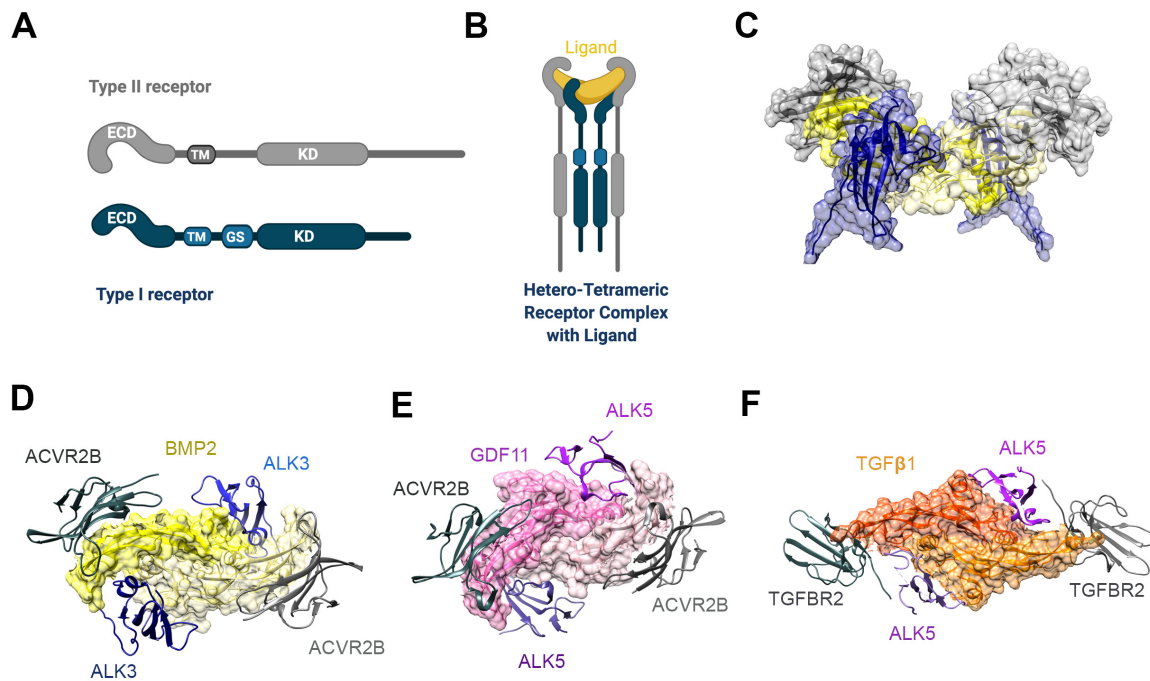 A
Type II receptor
ECD
TM
KD
ECD
TM
GS
KD
Type I receptor
B
Ligand
Hetero-Tetrameric
Receptor Complex
with Ligand
C
D
ACVR2B
BMP2
ALK3
ALK3
ACVR2B
E
ALK5
GDF11
ACVR2B
ACVR2B
ALK5
F
TGFβ1
ALK5
TGFBR2
TGFBR2
ALK5